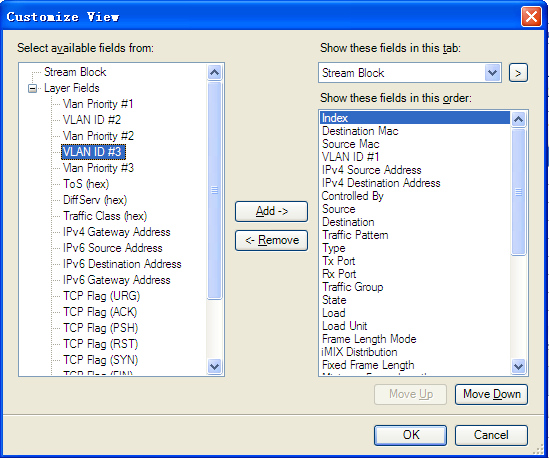 Customize View
Select available fields from:
Stream Block
Layer Fields
Vlan Priority #1
VLAN ID #2
Vlan Priority #2
VLAN ID #3
Vlan Priority #3
ToS (hex)
DiffServ (hex)
Traffic Class (hex)
IPv4 Gateway Address
IPv6 Source Address
IPv6 Destination Address
IPv6 Gateway Address
TCP Flag (URG)
TCP Flag (ACK)
TCP Flag (PSH)
TCP Flag (RST)
TCP Flag (SYN)
TCP Flag (FIN)
Add ->
<- Remove
Show these fields in this tab:
Stream Block
>
Show these fields in this order:
Index
Destination Mac
Source Mac
VLAN ID #1
IPv4 Source Address
IPv4 Destination Address
Controlled By
Source
Destination
Traffic Pattern
Type
Tx Port
Rx Port
Traffic Group
State
Load
Load Unit
Frame Length Mode
iMIX Distribution
Fixed Frame Length
Move Up
Move Down
OK
Cancel